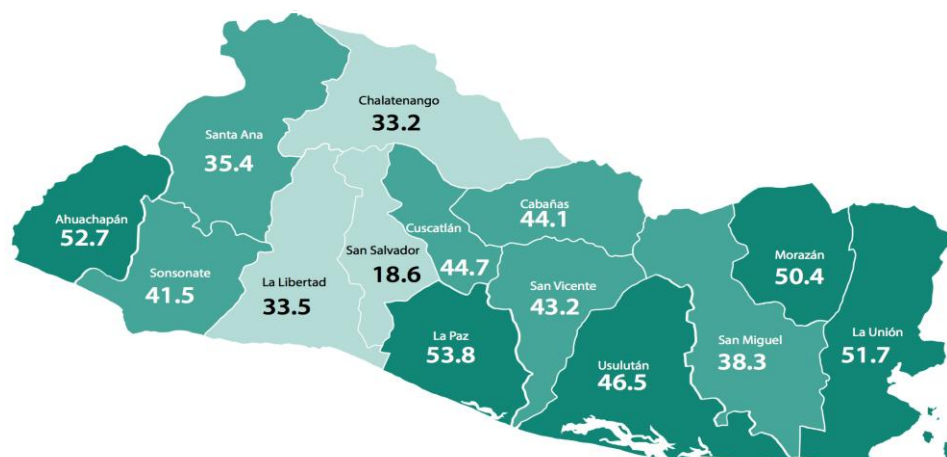 Chalatenango
33.2
Santa Ana
35.4
Ahuachapán
52.7
Sonsonate
41.5
La Libertad
33.5
San Salvador
18.6
Cuscatlán
44.7
Cabañas
44.1
San Vicente
43.2
La Paz
53.8
Usulután
46.5
San Miguel
38.3
Morazán
50.4
La Unión
51.7